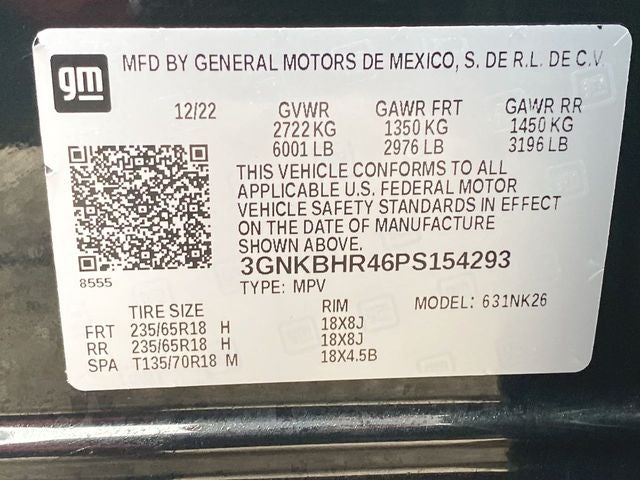 gm
MFD BY GENERAL MOTORS DE MEXICO, S. DE R.L. DE C.V.
12/22 GVWR GAWR FRT GAWR RR
2722 KG 1350 KG 1450 KG
6001 LB 2976 LB 3196 LB
THIS VEHICLE CONFORMS TO ALL
APPLICABLE U.S. FEDERAL MOTOR
VEHICLE SAFETY STANDARDS IN EFFECT
ON THE DATE OF MANUFACTURE
SHOWN ABOVE.
3GNKBHR46PS154293
8555
TYPE: MPV
TIRE SIZE RIM MODEL: 631NK26
FRT 235/65R18 H 18X8J
RR 235/65R18 H 18X8J
SPA T135/70R18 M 18X4.5B